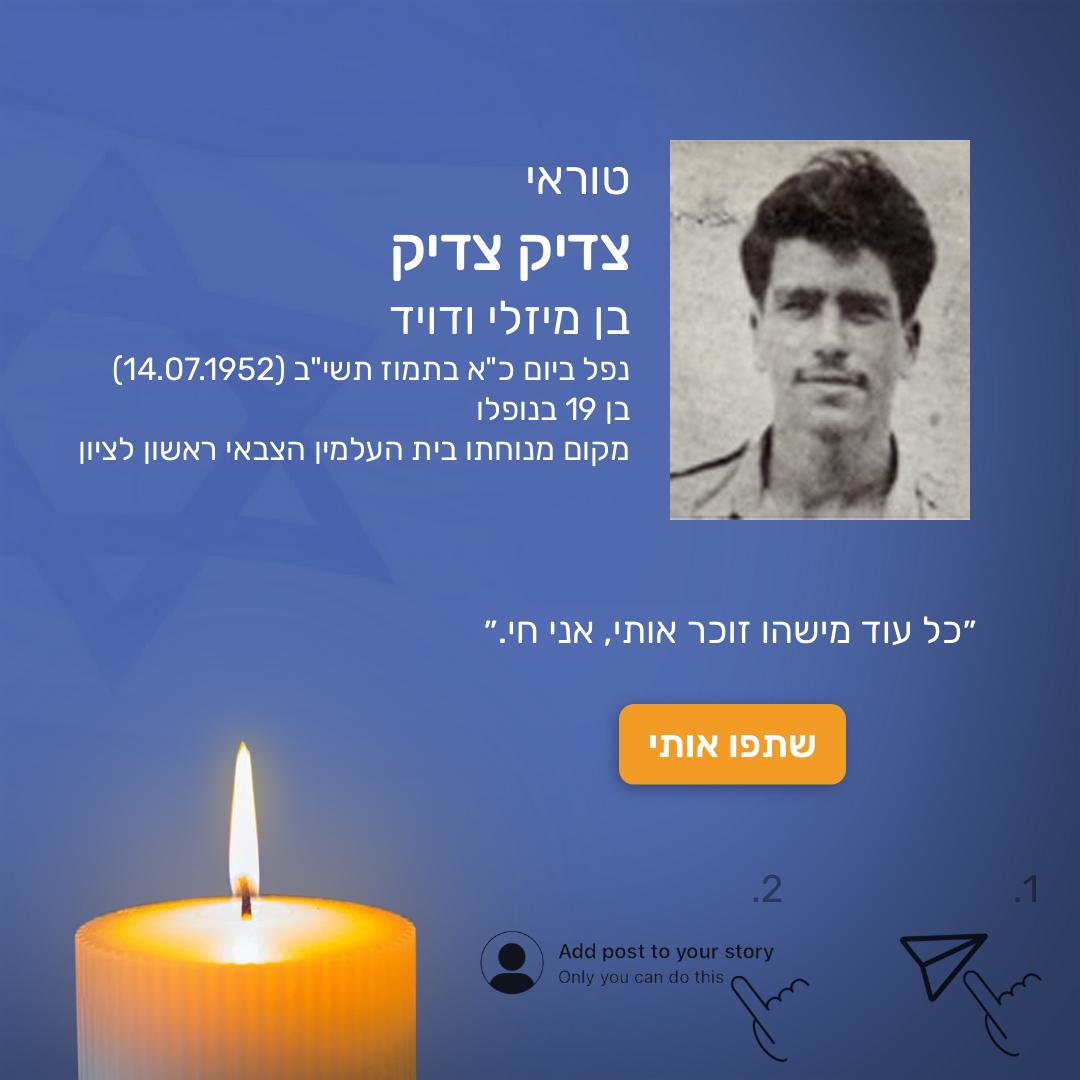 טוראי
צדיק צדיק
בן מיזלי ודויד
נפל ביום כ"א בתמוז תשי"ב (14.07.1952)
בן 19 בנופלו
מקום מנוחתו בית העלמין הצבאי ראשון לציון
״כל עוד מישהו זוכר אותי, אני חי.״
שתפו אותי
.1
.2
Add post to your story
Only you can do this